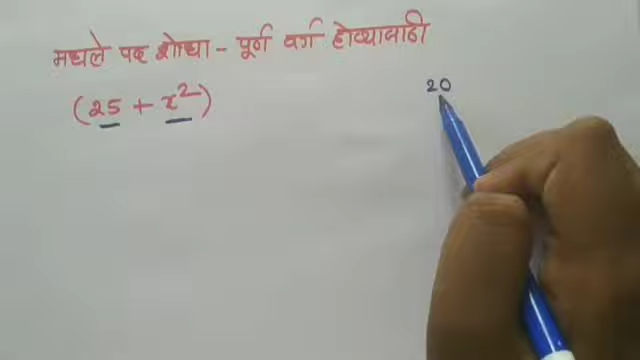 मधले पद शोधा - पूर्ण वर्ग होण्यासाठी
(25 + x²)
20